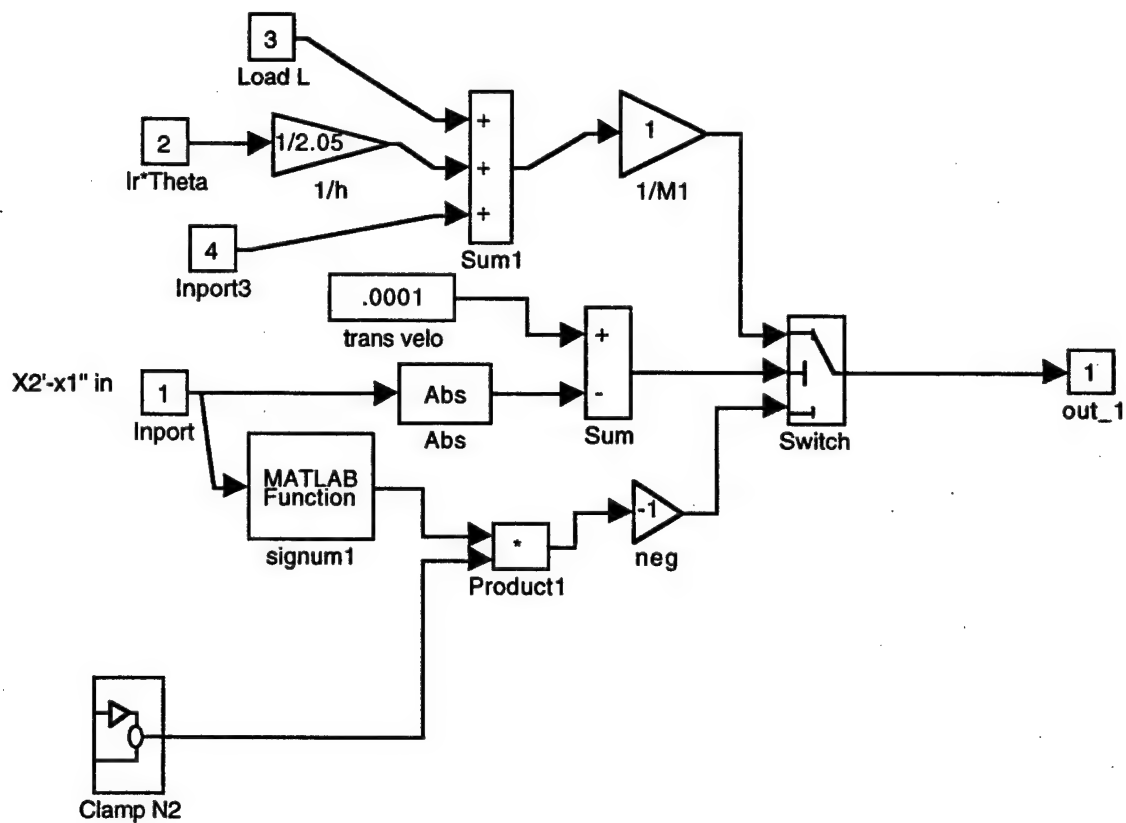 3
Load L
2
Ir*Theta
1/2.05
1/h
4
Inport3
+
+
+
Sum1
1
1/M1
.0001
trans velo
+
-
Sum
X2'-x1" in
1
Inport
Abs
Abs
Switch
1
out_1
MATLAB
Function
signum1
*
Product1
-1
neg
Clamp N2